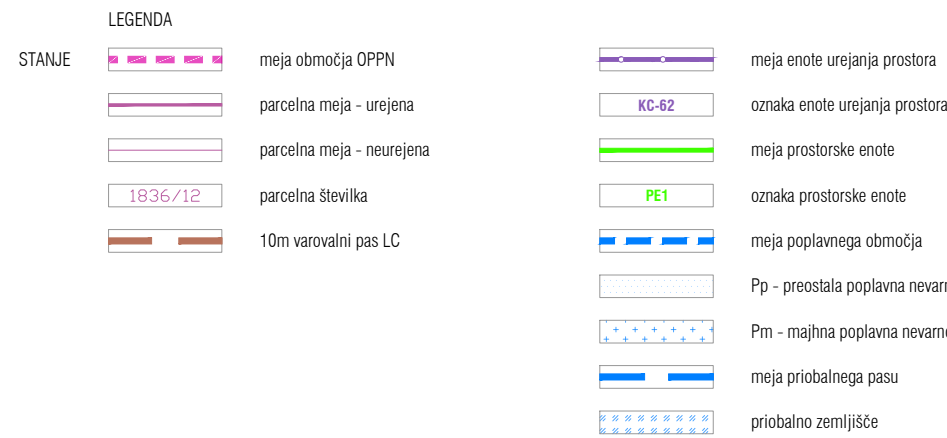 LEGENDA
STANJE
meja območja OPPN
parcelna meja - urejena
parcelna meja - neurejena
1836/12 parcelna številka
10m varovalni pas LC
meja enote urejanja prostora
KC-62 oznaka enote urejanja prostora
meja prostorske enote
PE1 oznaka prostorske enote
meja poplavnega območja
Pp - preostala poplavna
Pm - majhna poplavna
meja priobalnega pasu
priobalno zemljišče